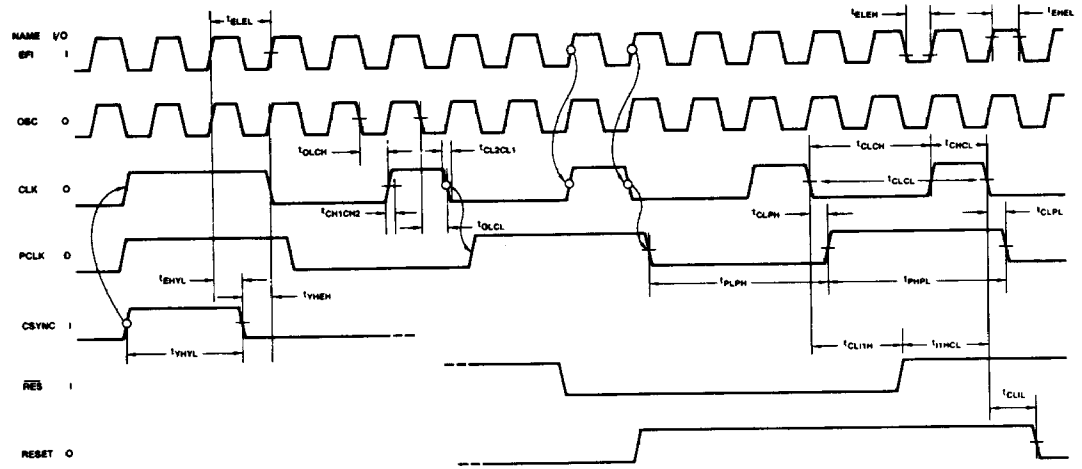 tELEL
tELEH
tEHEL
NAME I/O
EFI I
OSC O
tOLCH
tCL2CL1
tCLCH
tCHCL
CLK O
tCLCL
tCH1CH2
tOLCL
tCLPH
tCLPL
PCLK O
tEHYL
tYHEH
tPLPH
tPHPL
CSYNC I
tYHYL
tCLI1H
tI1HCL
RES I
tCLIL
RESET O